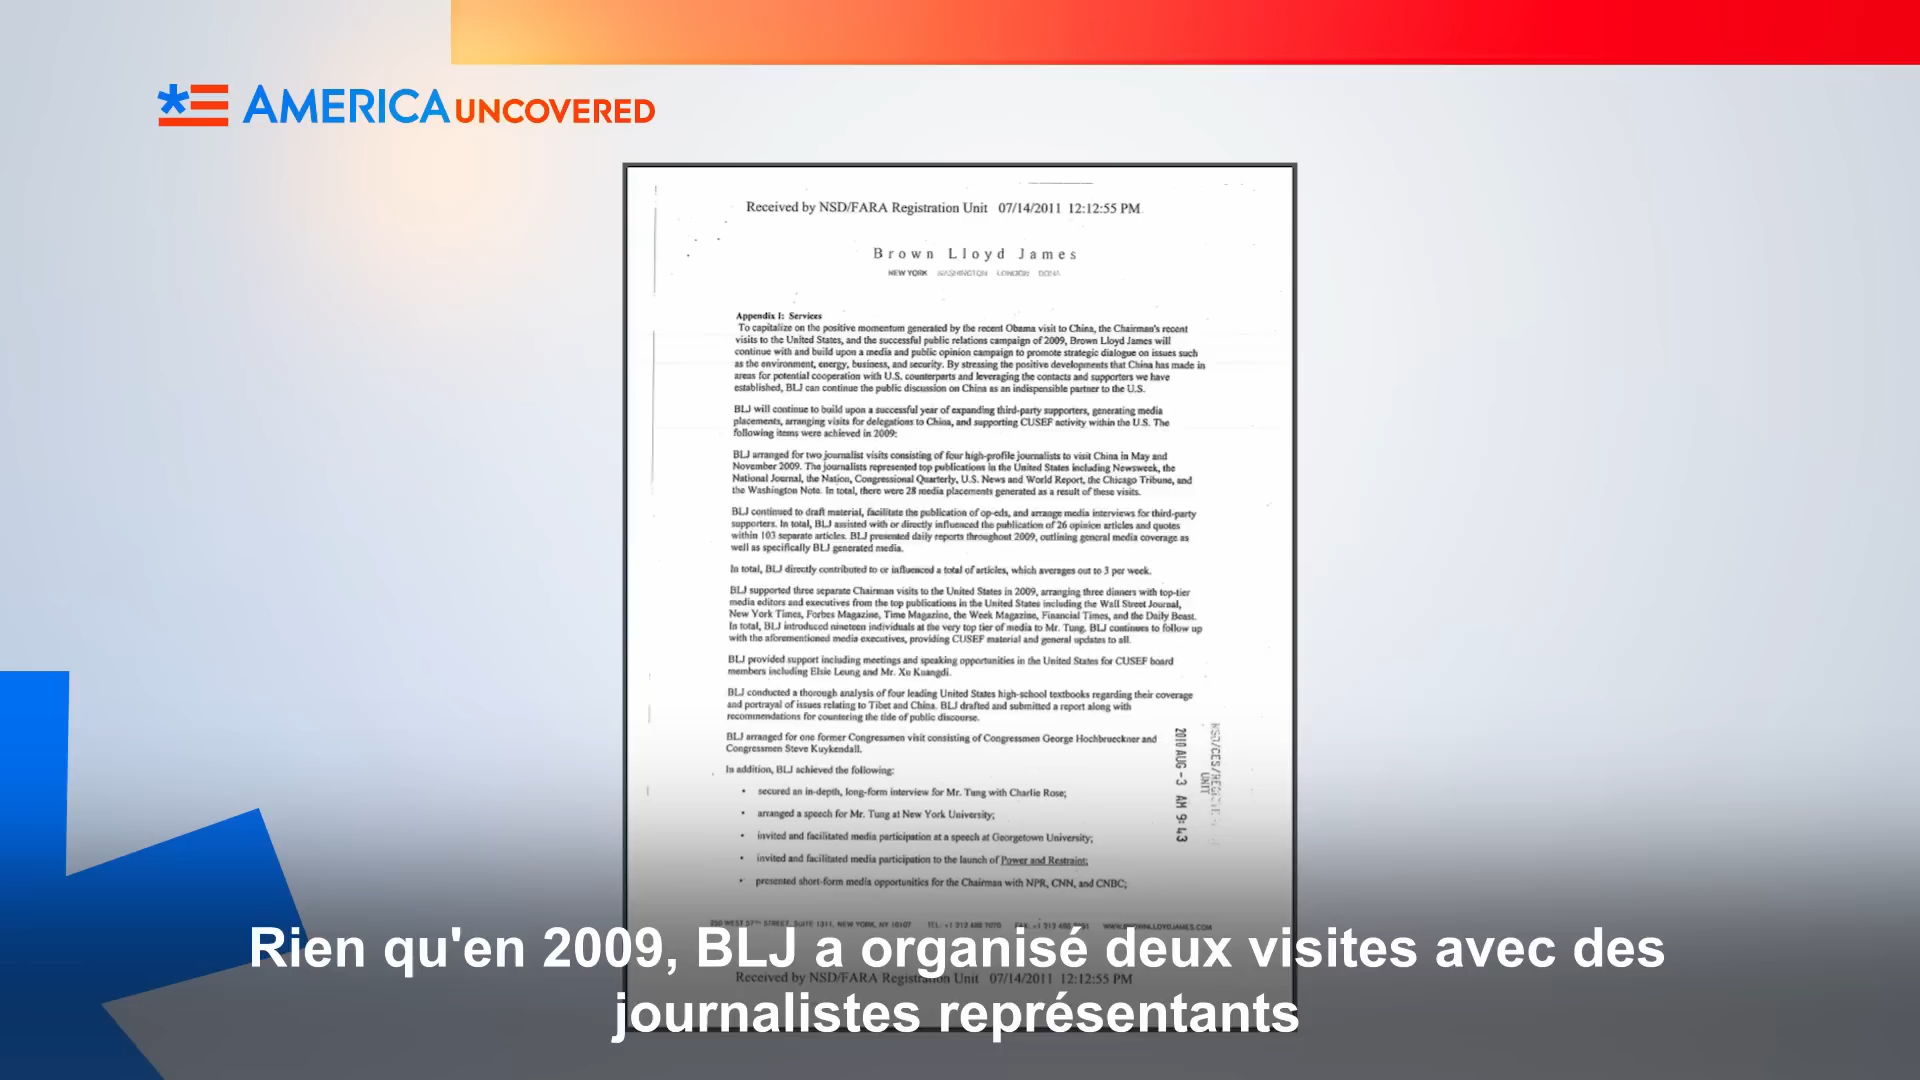 AMERICA UNCOVERED
Received by NSD/FARA Registration Unit 07/14/2011 12:12:55 PM
Brown Lloyd James
NEW YORK WASHINGTON LONDON DOHA
Appendix I: Services
To capitalize on the positive momentum generated by the recent Obama visit to China, the Chairman's recent
visits to the United States, and the successful public relations campaign of 2009, Brown Lloyd James will
continue with and build upon a media and public opinion campaign to promote strategic dialogue on issues such
as the environment, energy, business, and security. By stressing the positive developments that China has made in
areas for potential cooperation with U.S. counterparts and leveraging the contacts and supporters we have
established, BLJ can continue the public discussion on China as an indispensible partner to the U.S.
BLJ will continue to build upon a successful year of expanding third-party supporters, generating media
placements, arranging visits for delegations to China, and supporting CUSEF activity within the U.S. The
following items were achieved in 2009:
BLJ arranged for two journalist visits consisting of four high-profile journalists to visit China in May and
November 2009. The journalists represented top publications in the United States including Newsweek, the
National Journal, the Nation, Congressional Quarterly, U.S. News and World Report, the Chicago Tribune, and
the Washington Note. In total, there were 28 media placements generated as a result of these visits.
BLJ continued to draft material, facilitate the publication of op-eds, and arrange media interviews for third-party
supporters. In total, BLJ assisted with or directly influenced the publication of 26 opinion articles and quotes
within 103 separate articles. BLJ presented daily reports throughout 2009, outlining general media coverage as
well as specifically BLJ generated media.
In total, BLJ directly contributed to or influenced a total of articles, which averages out to 3 per week.
BLJ supported three separate Chairman visits to the United States in 2009, arranging three dinners with top-tier
media editors and executives from the top publications in the United States including the Wall Street Journal,
New York Times, Forbes Magazine, Time Magazine, the Week Magazine, Financial Times, and the Daily Beast.
In total, BLJ introduced nineteen individuals at the very top tier of media to Mr. Tung. BLJ continues to follow up
with the aforementioned media executives, providing CUSEF material and general updates to all.
BLJ provided support including meetings and speaking opportunities in the United States for CUSEF board
members including Elsie Leung and Mr. Xu Kuangdi.
BLJ conducted a thorough analysis of four leading United States high-school textbooks regarding their coverage
and portrayal of issues relating to Tibet and China. BLJ drafted and submitted a report along with
recommendations for countering the tide of public discourse.
BLJ arranged for one former Congressmen visit consisting of Congressmen George Hochbrueckner and
Congressmen Steve Kuykendall.
In addition, BLJ achieved the following:
• secured an in-depth, long-form interview for Mr. Tung with Charlie Rose;
• arranged a speech for Mr. Tung at New York University;
• invited and facilitated media participation at a speech at Georgetown University;
• invited and facilitated media participation to the launch of Power and Restraint;
• presented short-form media opportunities for the Chairman with NPR, CNN, and CNBC;
2010 AUG -3 AM 9:43
UNIT
Rien qu'en 2009, BLJ a organisé deux visites avec des
Received by NSD/FARA Registration Unit 07/14/2011 12:12:55 PM
journalistes représentants